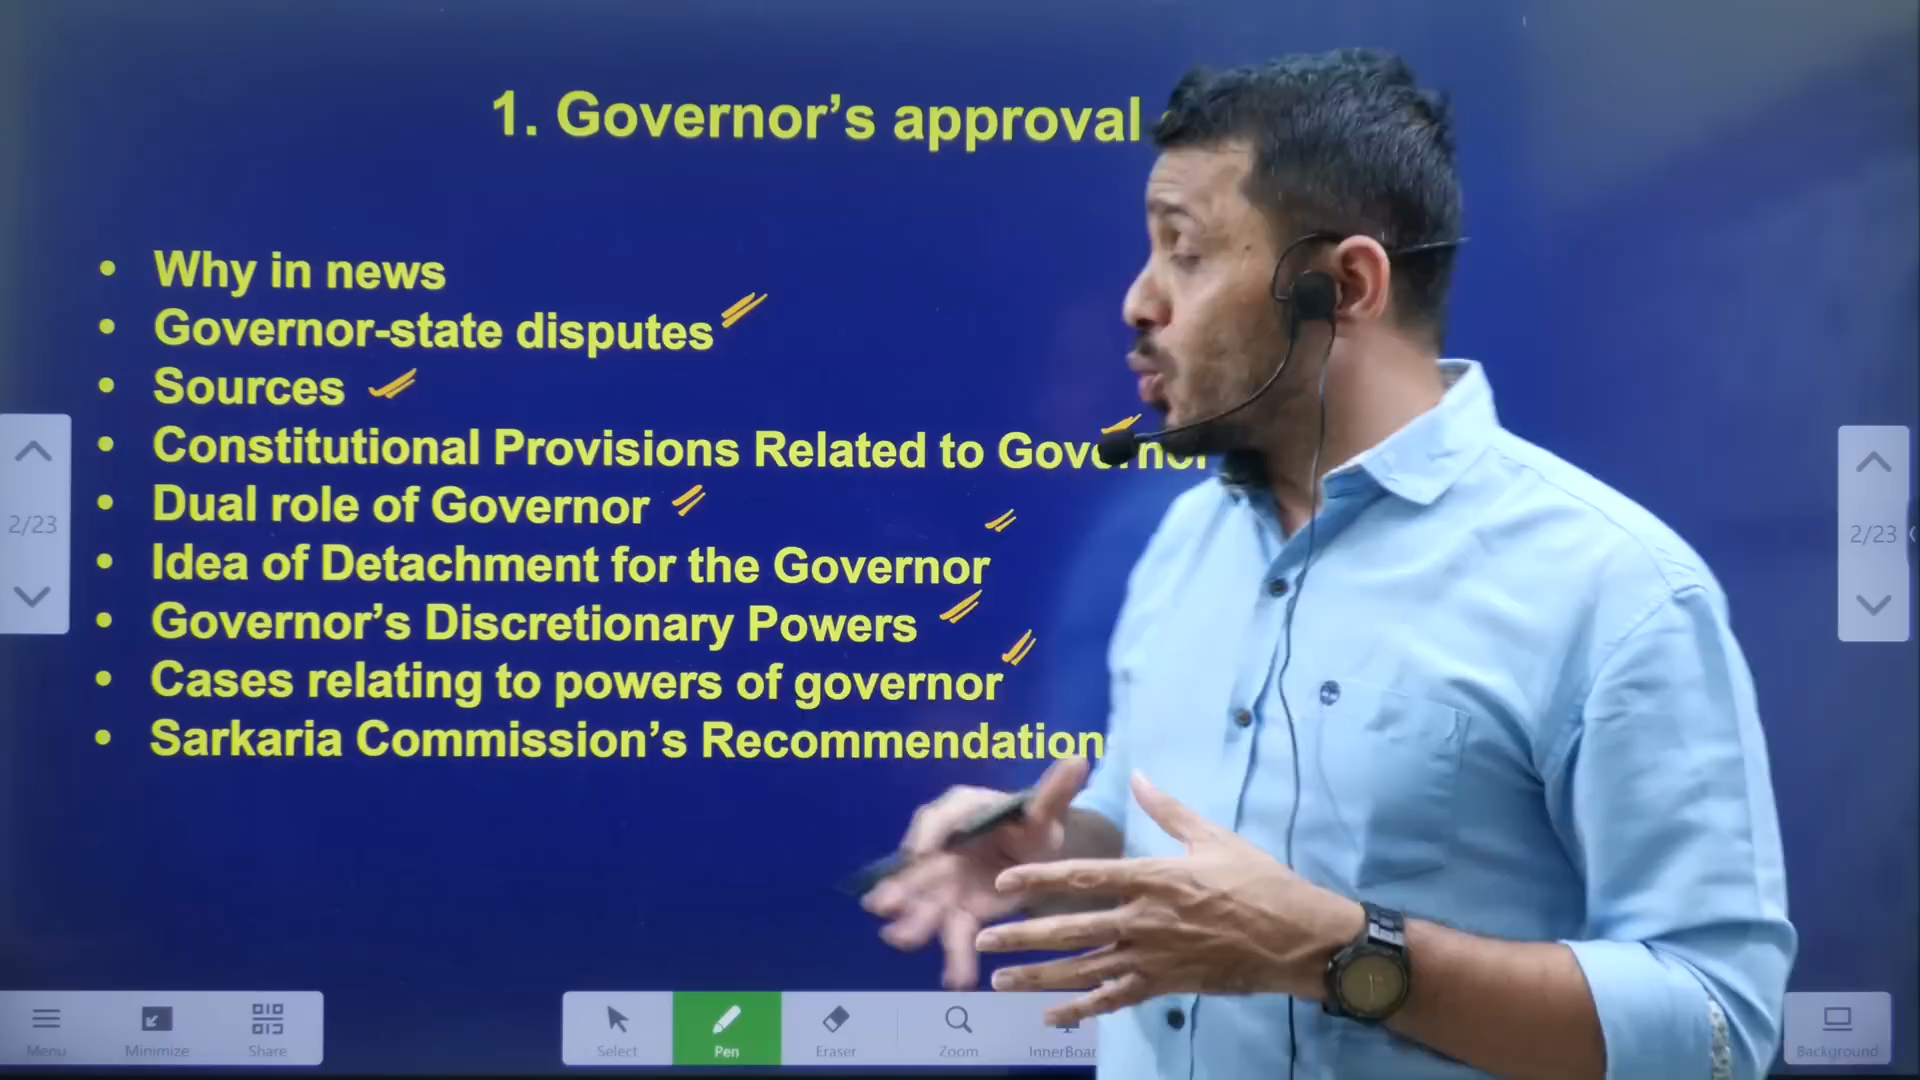 1. Governor’s approval
• Why in news
• Governor-state disputes
• Sources
• Constitutional Provisions Related to Governor
• Dual role of Governor
• Idea of Detachment for the Governor
• Governor’s Discretionary Powers
• Cases relating to powers of governor
• Sarkaria Commission’s Recommendation
2/23
2/23
Menu
Minimize
Share
Select
Pen
Eraser
Zoom
InnerBoar
Background